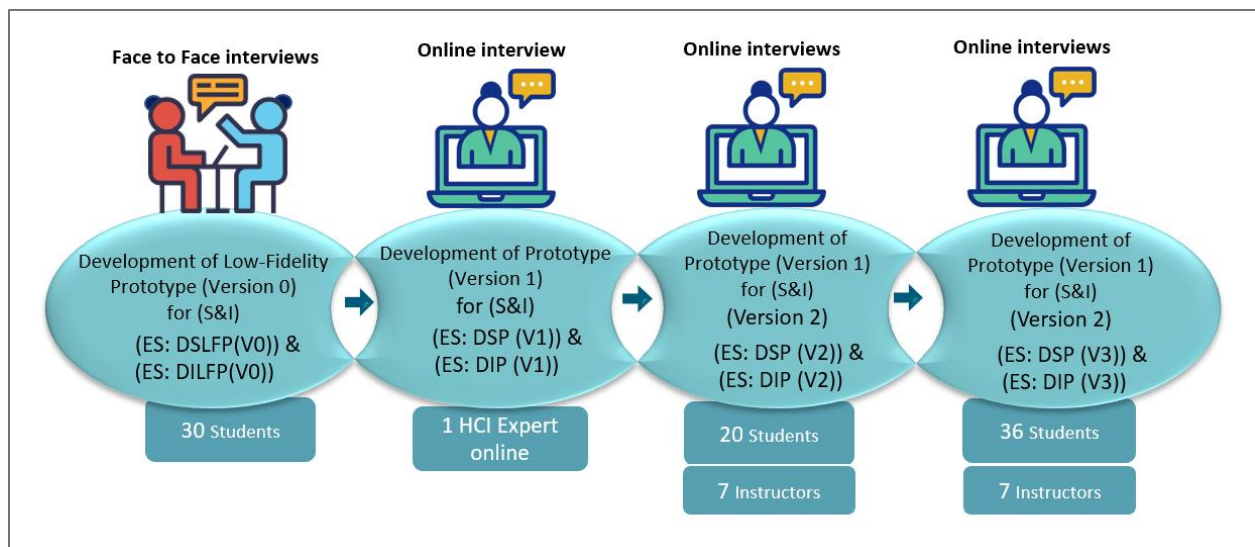 Face to Face interviews
Development of Low-Fidelity
Prototype (Version 0)
for (S&I)
(ES: DSLFP(V0)) &
(ES: DILFP(V0))
30 Students
Online interview
Development of Prototype
(Version 1)
for (S&I)
(ES: DSP (V1)) &
(ES: DIP (V1))
1 HCI Expert
online
Online interviews
Development of
Prototype (Version 1)
for (S&I)
(Version 2)
(ES: DSP (V2)) &
(ES: DIP (V2))
20 Students
7 Instructors
Online interviews
Development of
Prototype (Version 1)
for (S&I)
(Version 2)
(ES: DSP (V3)) &
(ES: DIP (V3))
36 Students
7 Instructors